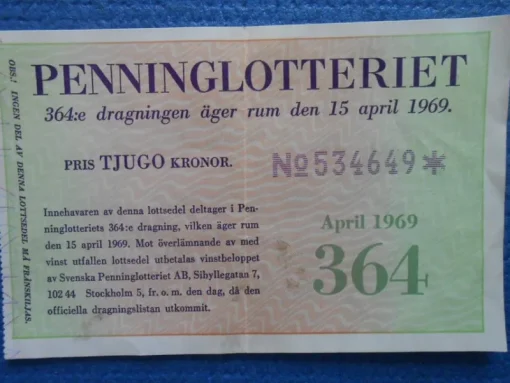 PENNINGLOTTERIET
364:e dragningen äger rum den 15 april 1969.
PRIS TJUGO KRONOR.
No 534649*
Innehavaren av denna lottsedel deltager i Pen-
ninglotteriets 364:e dragning, vilken äger rum
den 15 april 1969. Mot överlämnande av med
vinst utfallen lottsedel utbetalas vinstbeloppet
av Svenska Penninglotteriet AB, Sibyllegatan 7,
102 44 Stockholm 5, fr. o. m. den dag, då den
officiella dragningslistan utkommit.
April 1969
364
OBS.! INGEN DEL AV DENNA LOTTSEDEL MÅ FRÅNSKILJAS.